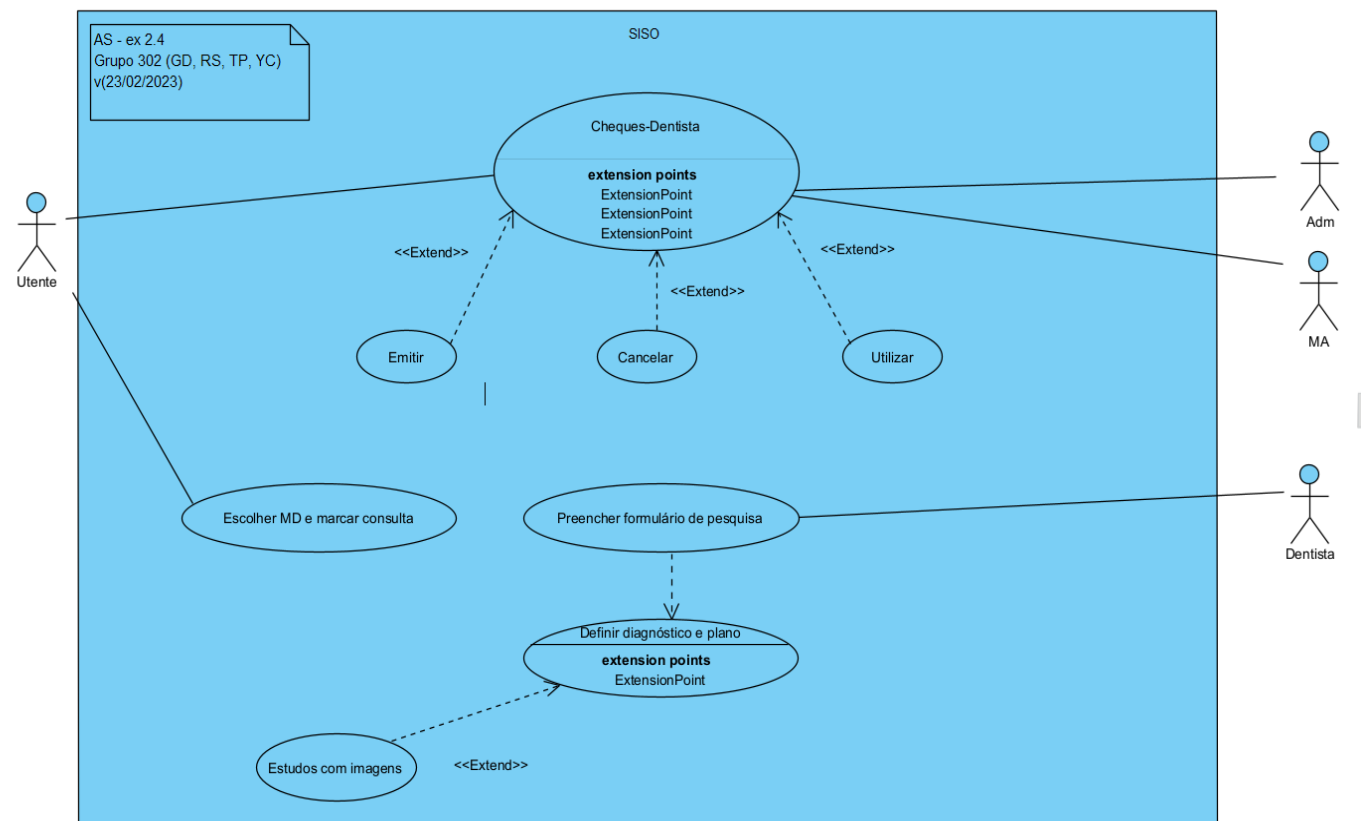 SISO
AS - ex 2.4
Grupo 302 (GD, RS, TP, YC)
v(23/02/2023)
Cheques-Dentista
extension points
ExtensionPoint
ExtensionPoint
ExtensionPoint
Adm
Utente
<<Extend>>
<<Extend>>
<<Extend>>
MA
Emitir
Cancelar
Utilizar
Escolher MD e marcar consulta
Preencher formulário de pesquisa
Dentista
Definir diagnóstico e plano
extension points
ExtensionPoint
Estudos com imagens
<<Extend>>